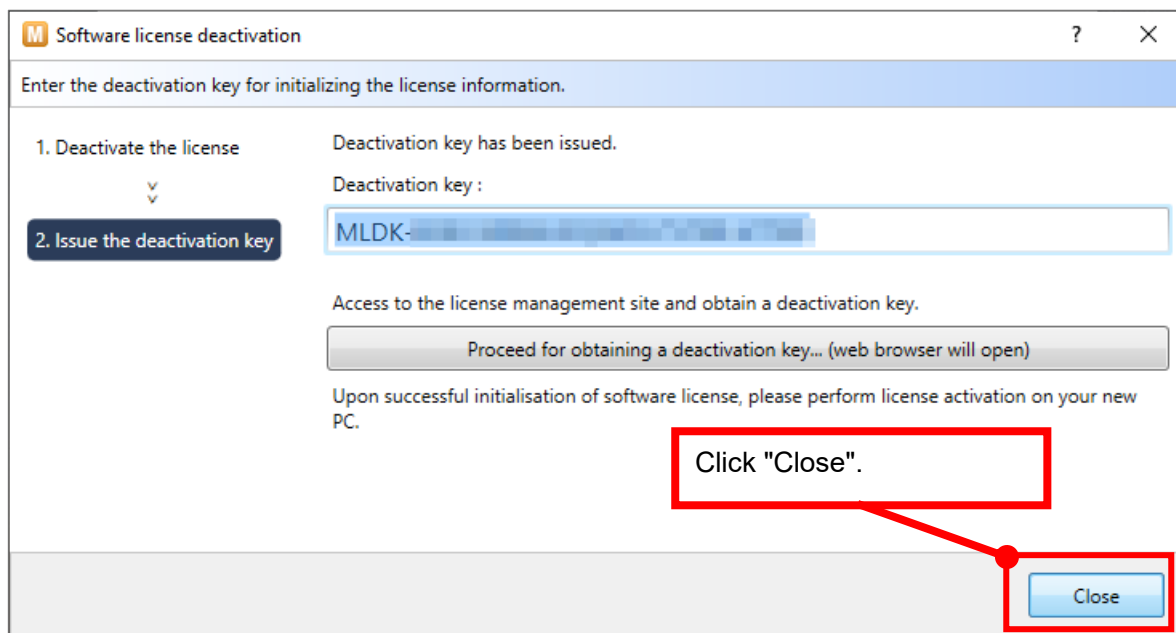 M Software license deactivation ?
Enter the deactivation key for initializing the license information.
1. Deactivate the license
2. Issue the deactivation key
Deactivation key has been issued.
Deactivation key :
MLDK-
Access to the license management site and obtain a deactivation key.
Proceed for obtaining a deactivation key... (web browser will open)
Upon successful initialisation of software license, please perform license activation on your new
PC.
Click "Close".
Close